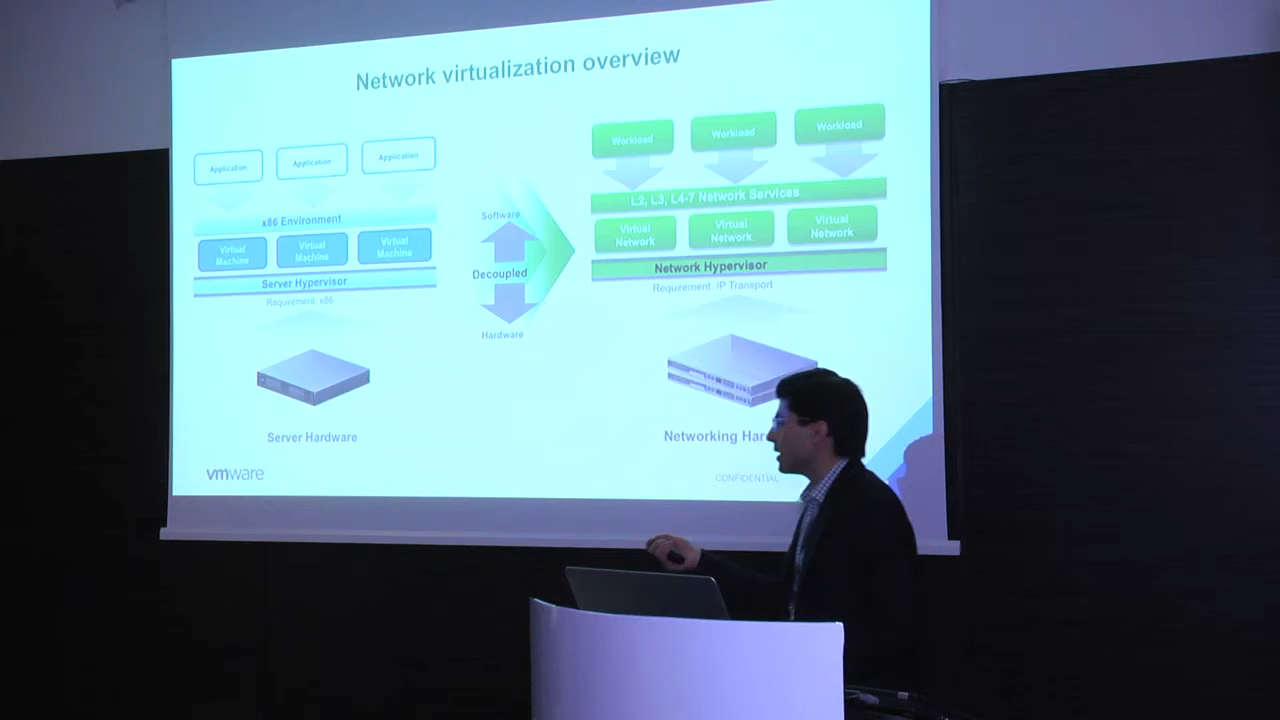 Network virtualization overview
Application
Application
Application
x86 Environment
Virtual
Machine
Virtual
Machine
Virtual
Machine
Server Hypervisor
Requirement: x86
Server Hardware
Software
Decoupled
Hardware
Workload
Workload
Workload
L2, L3, L4-7 Network Services
Virtual
Network
Virtual
Network
Virtual
Network
Network Hypervisor
Requirement: IP Transport
Networking Har
vmware
CONFIDENTIAL